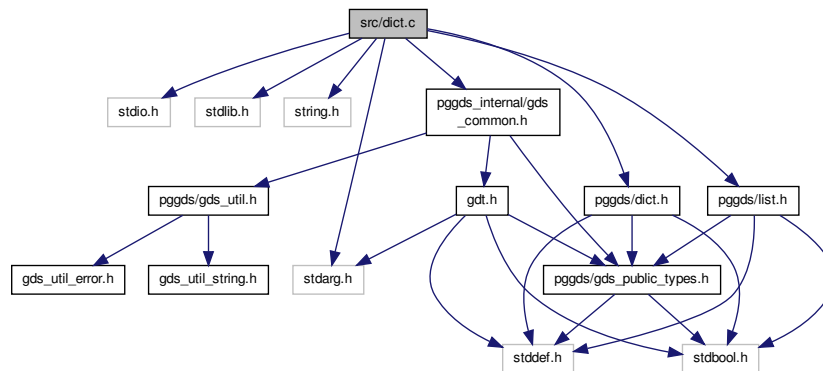 src/dict.c
stdio.h
stdlib.h
string.h
pggds_internal/gds
_common.h
pggds/gds_util.h
gdt.h
pggds/dict.h
pggds/list.h
gds_util_error.h
gds_util_string.h
stdarg.h
pggds/gds_public_types.h
stddef.h
stdbool.h